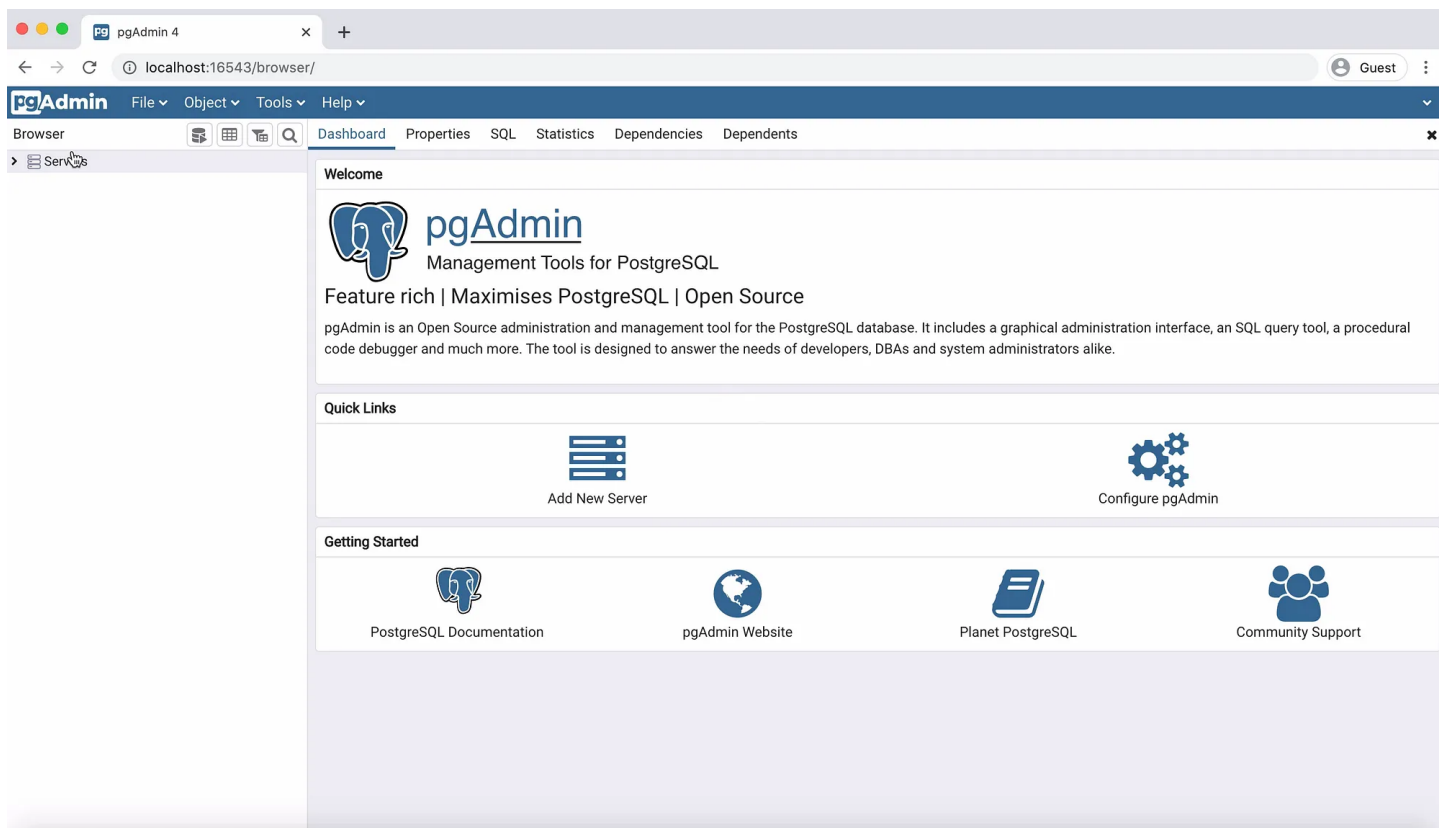 pgAdmin 4
localhost:16543/browser/
Guest
pgAdmin File Object Tools Help
Browser
Dashboard Properties SQL Statistics Dependencies Dependents
Servers
Welcome
pgAdmin
Management Tools for PostgreSQL
Feature rich | Maximises PostgreSQL | Open Source
pgAdmin is an Open Source administration and management tool for the PostgreSQL database. It includes a graphical administration interface, an SQL query tool, a procedural
code debugger and much more. The tool is designed to answer the needs of developers, DBAs and system administrators alike.
Quick Links
Add New Server
Configure pgAdmin
Getting Started
PostgreSQL Documentation
pgAdmin Website
Planet PostgreSQL
Community Support